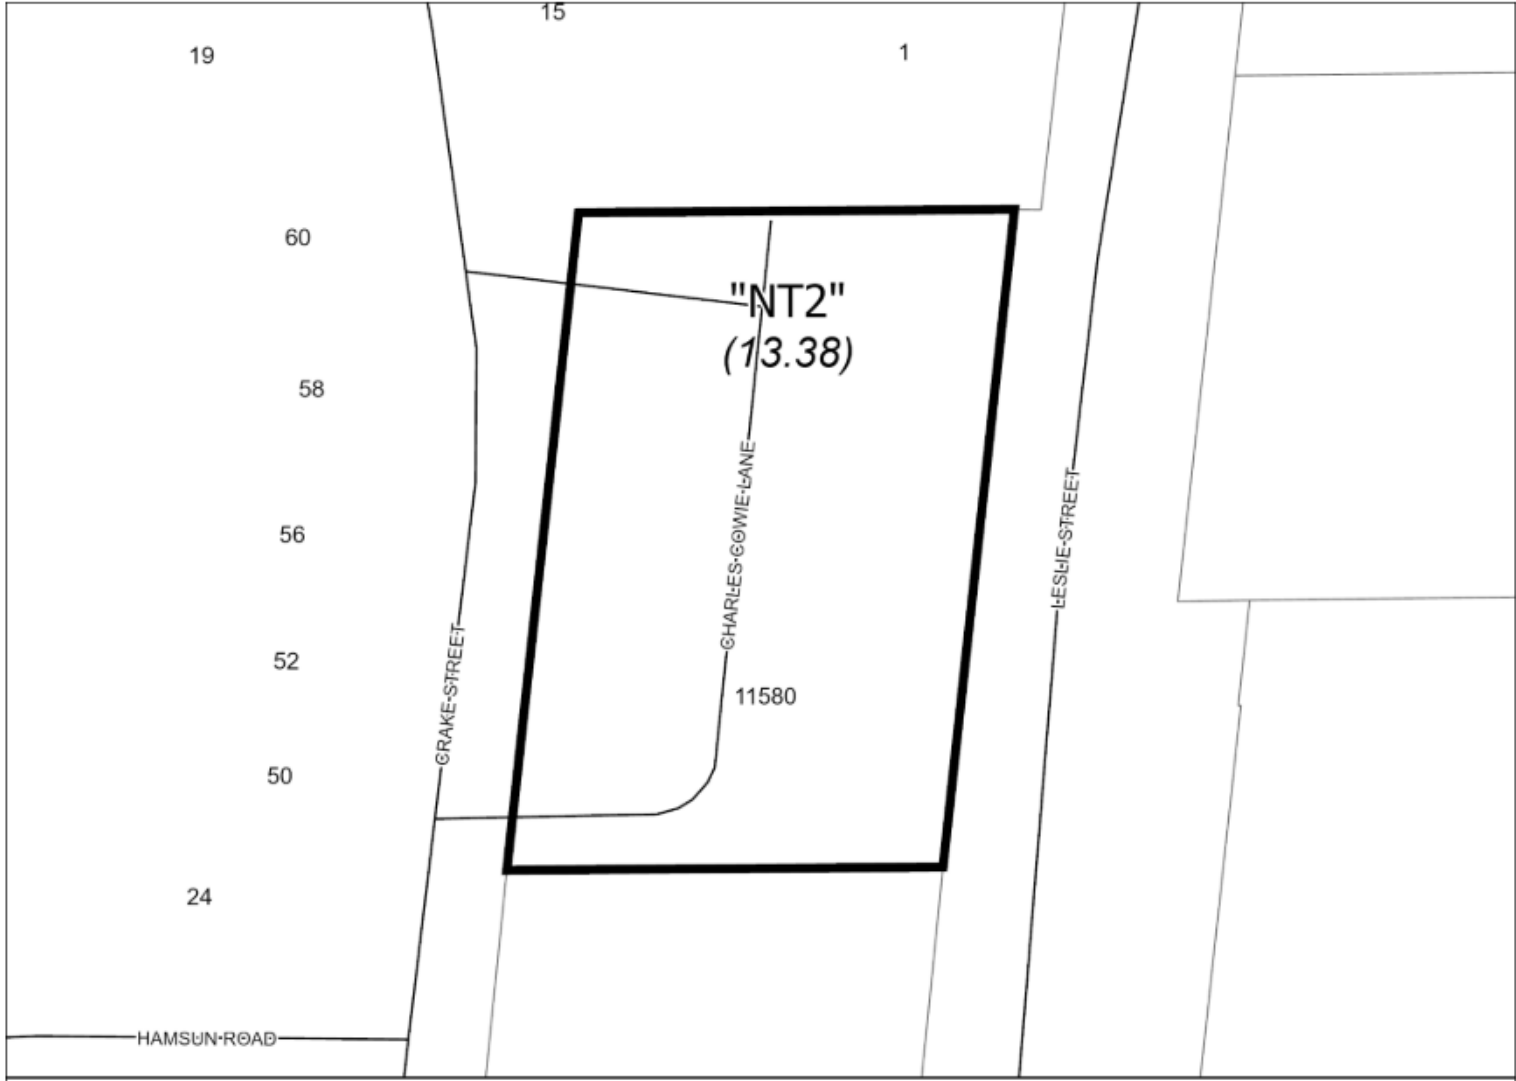 15
19
1
60
"NT2"
(13.38)
58
CHARLES COWIE LANE
LESLIE STREET
56
CRAKE STREET
52
11580
50
24
HAMSUN ROAD